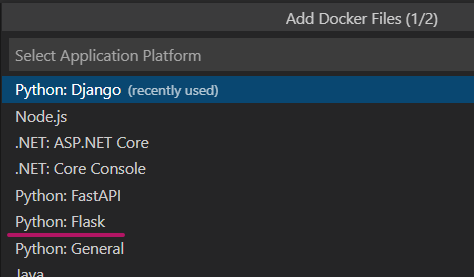 Add Docker Files (1/2)
Select Application Platform
Python: Django (recently used)
Node.js
.NET: ASP.NET Core
.NET: Core Console
Python: FastAPI
Python: Flask
Python: General
Java